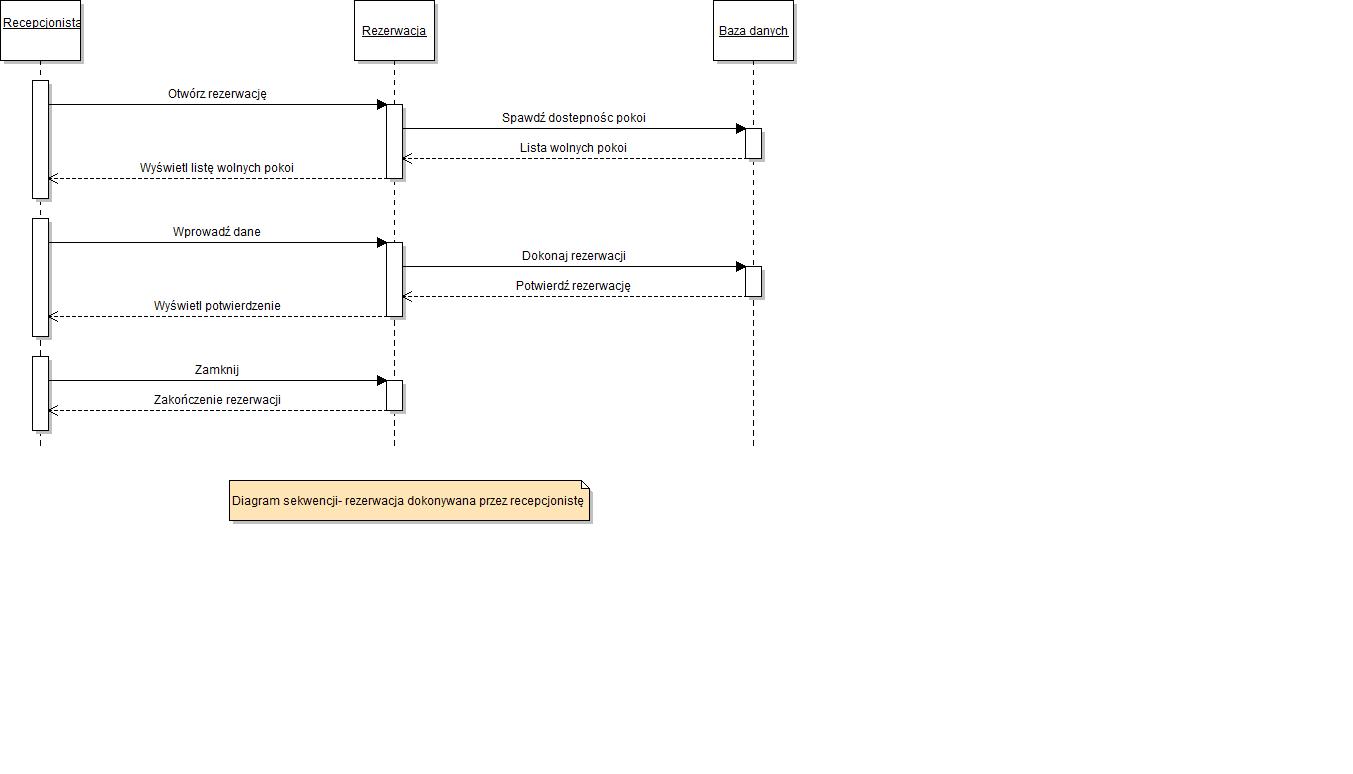 Recepcjonista
Rezerwacja
Baza danych
Otwórz rezerwację
Spawdź dostepnośc pokoi
Lista wolnych pokoi
Wyświetl listę wolnych pokoi
Wprowadź dane
Dokonaj rezerwacji
Potwierdź rezerwację
Wyświetl potwierdzenie
Zamknij
Zakończenie rezerwacji
Diagram sekwencji- rezerwacja dokonywana przez recepcjonistę